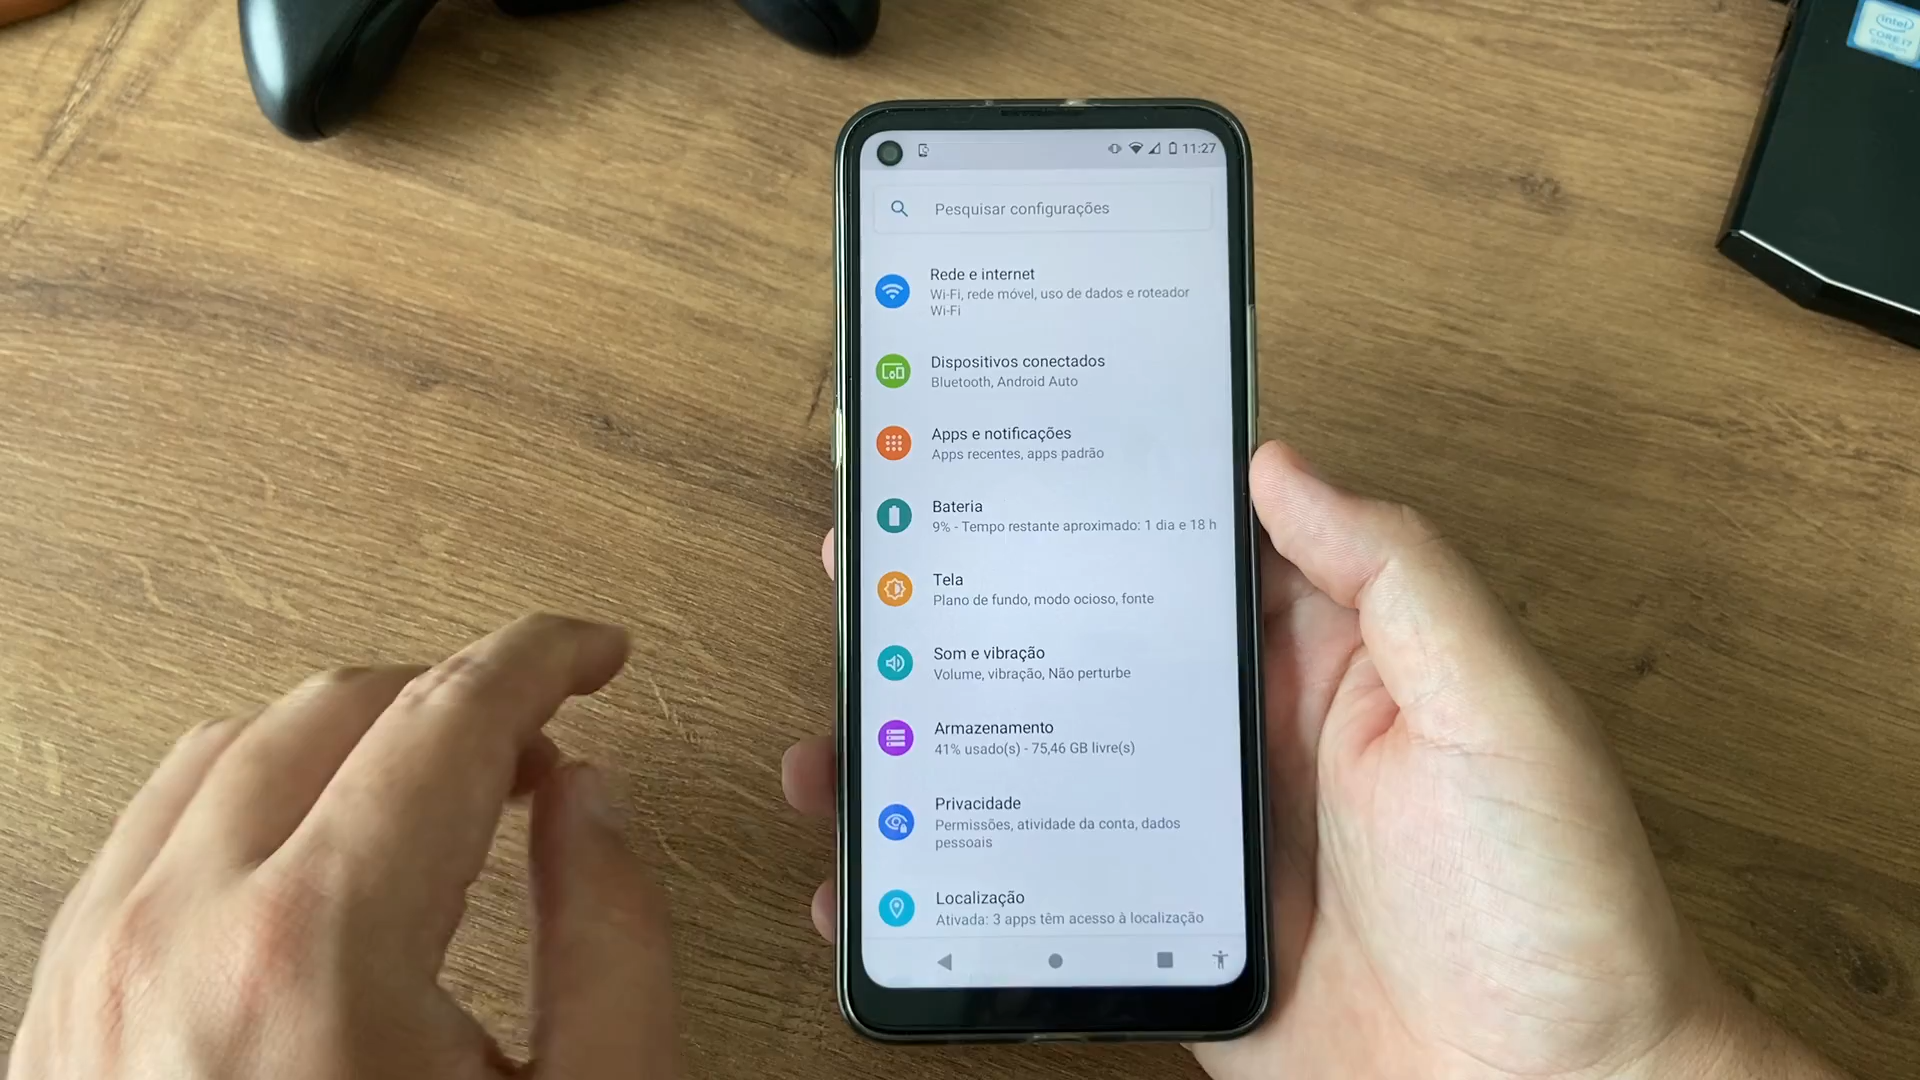 intel
CORE i7
11:27
Pesquisar configurações
Rede e internet
Wi-Fi, rede móvel, uso de dados e roteador
Wi-Fi
Dispositivos conectados
Bluetooth, Android Auto
Apps e notificações
Apps recentes, apps padrão
Bateria
9% - Tempo restante aproximado: 1 dia e 18 h
Tela
Plano de fundo, modo ocioso, fonte
Som e vibração
Volume, vibração, Não perturbe
Armazenamento
41% usado(s) - 75,46 GB livre(s)
Privacidade
Permissões, atividade da conta, dados
pessoais
Localização
Ativada: 3 apps têm acesso à localização